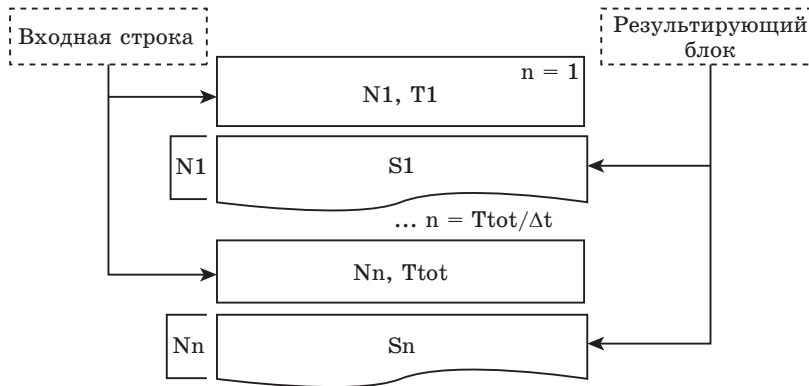 Входная строка
Результирующий
блок
n = 1
N1, T1
N1
S1
... n = Ttot/Δt
Nn, Ttot
Nn
Sn